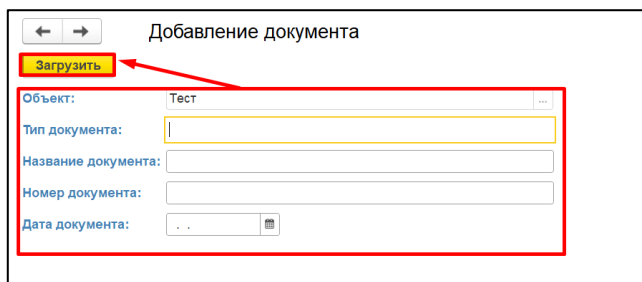 Добавление документа
Загрузить
Объект: Тест ...
Тип документа:
Название документа:
Номер документа:
Дата документа: . .